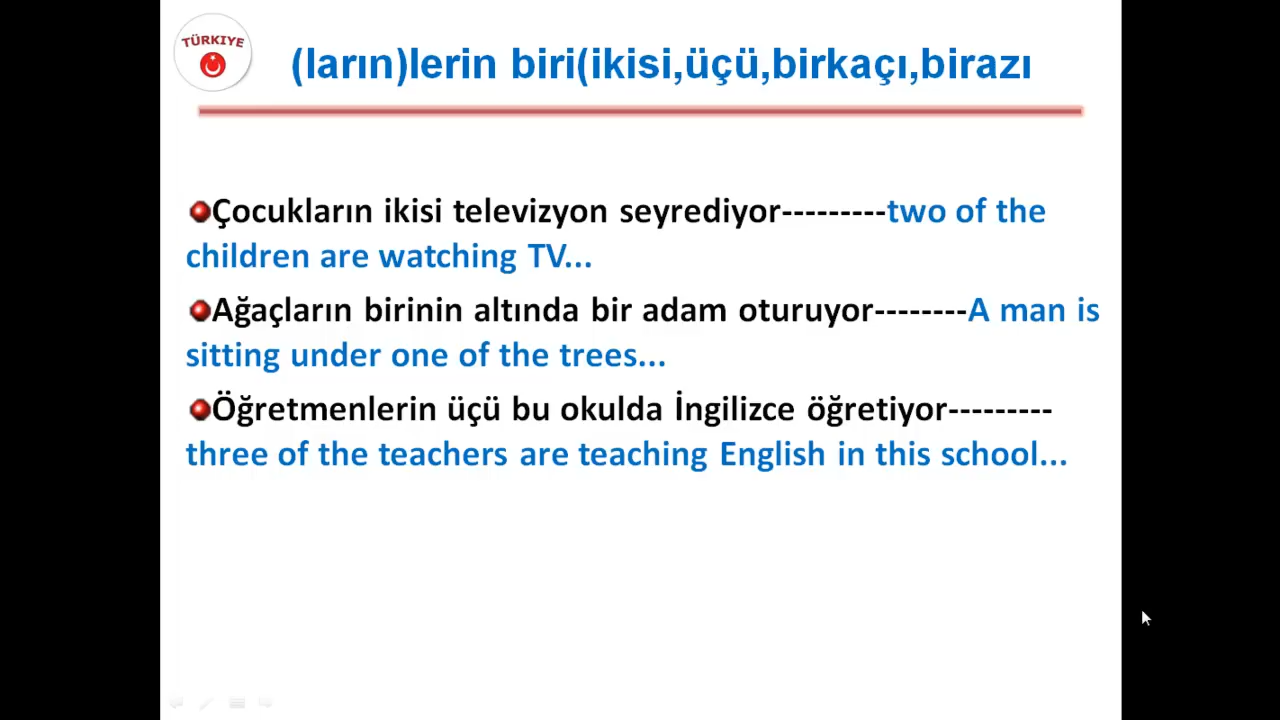 TÜRKIYE
(ların)lerin biri(ikisi,üçü,birkaçı,birazı
Çocukların ikisi televizyon seyrediyor---------two of the
children are watching TV...
Ağaçların birinin altında bir adam oturuyor--------A man is
sitting under one of the trees...
Öğretmenlerin üçü bu okulda İngilizce öğretiyor---------
three of the teachers are teaching English in this school...